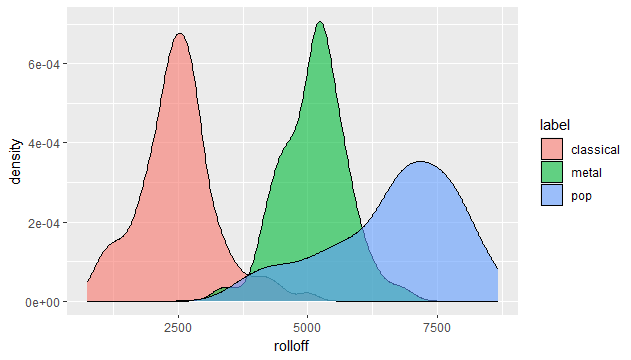 6e-04
4e-04
2e-04
0e+00
density
2500
5000
7500
rolloff
label
classical
metal
pop